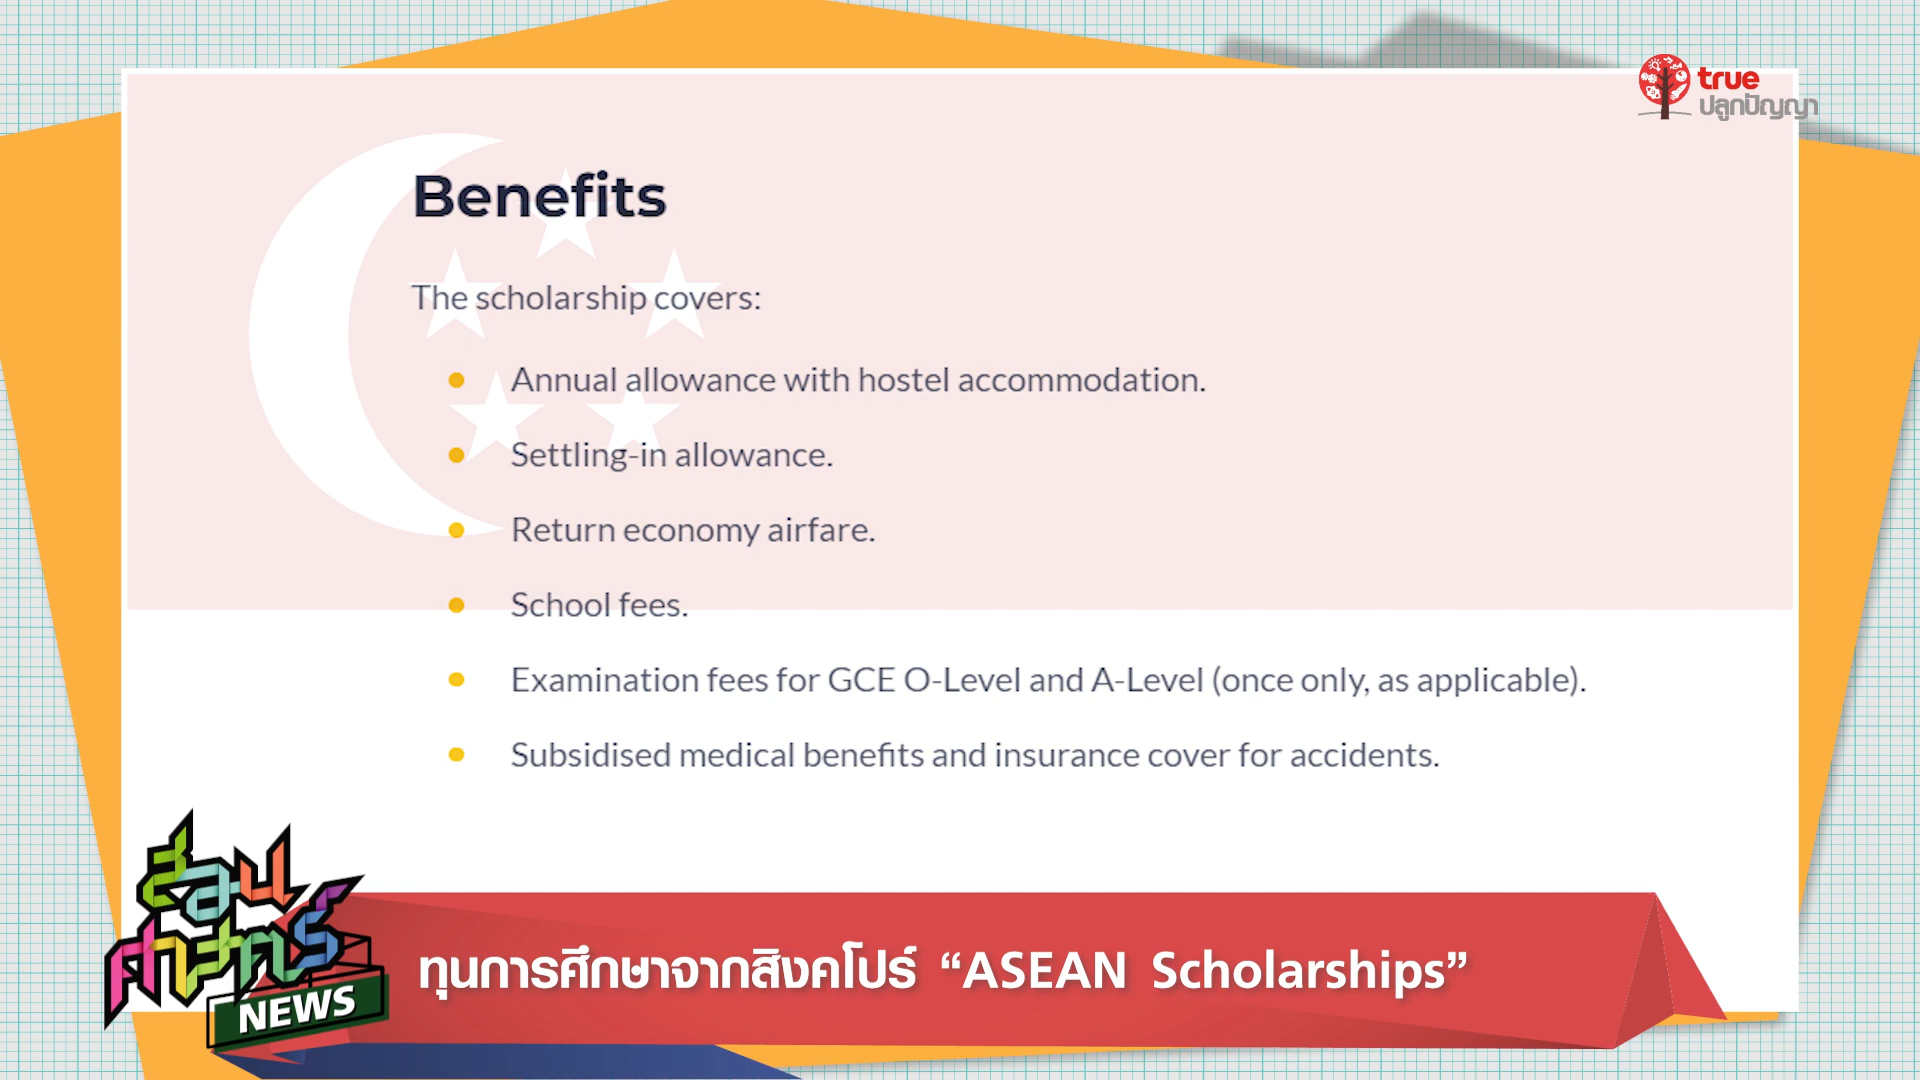 true
ปลูกปัญญา
Benefits
The scholarship covers:
Annual allowance with hostel accommodation.
Settling-in allowance.
Return economy airfare.
School fees.
Examination fees for GCE O-Level and A-Level (once only, as applicable).
Subsidised medical benefits and insurance cover for accidents.
ส่อน
ศาสตร์
NEWS
ทุนการศึกษาจากสิงคโปร์ “ASEAN Scholarships”